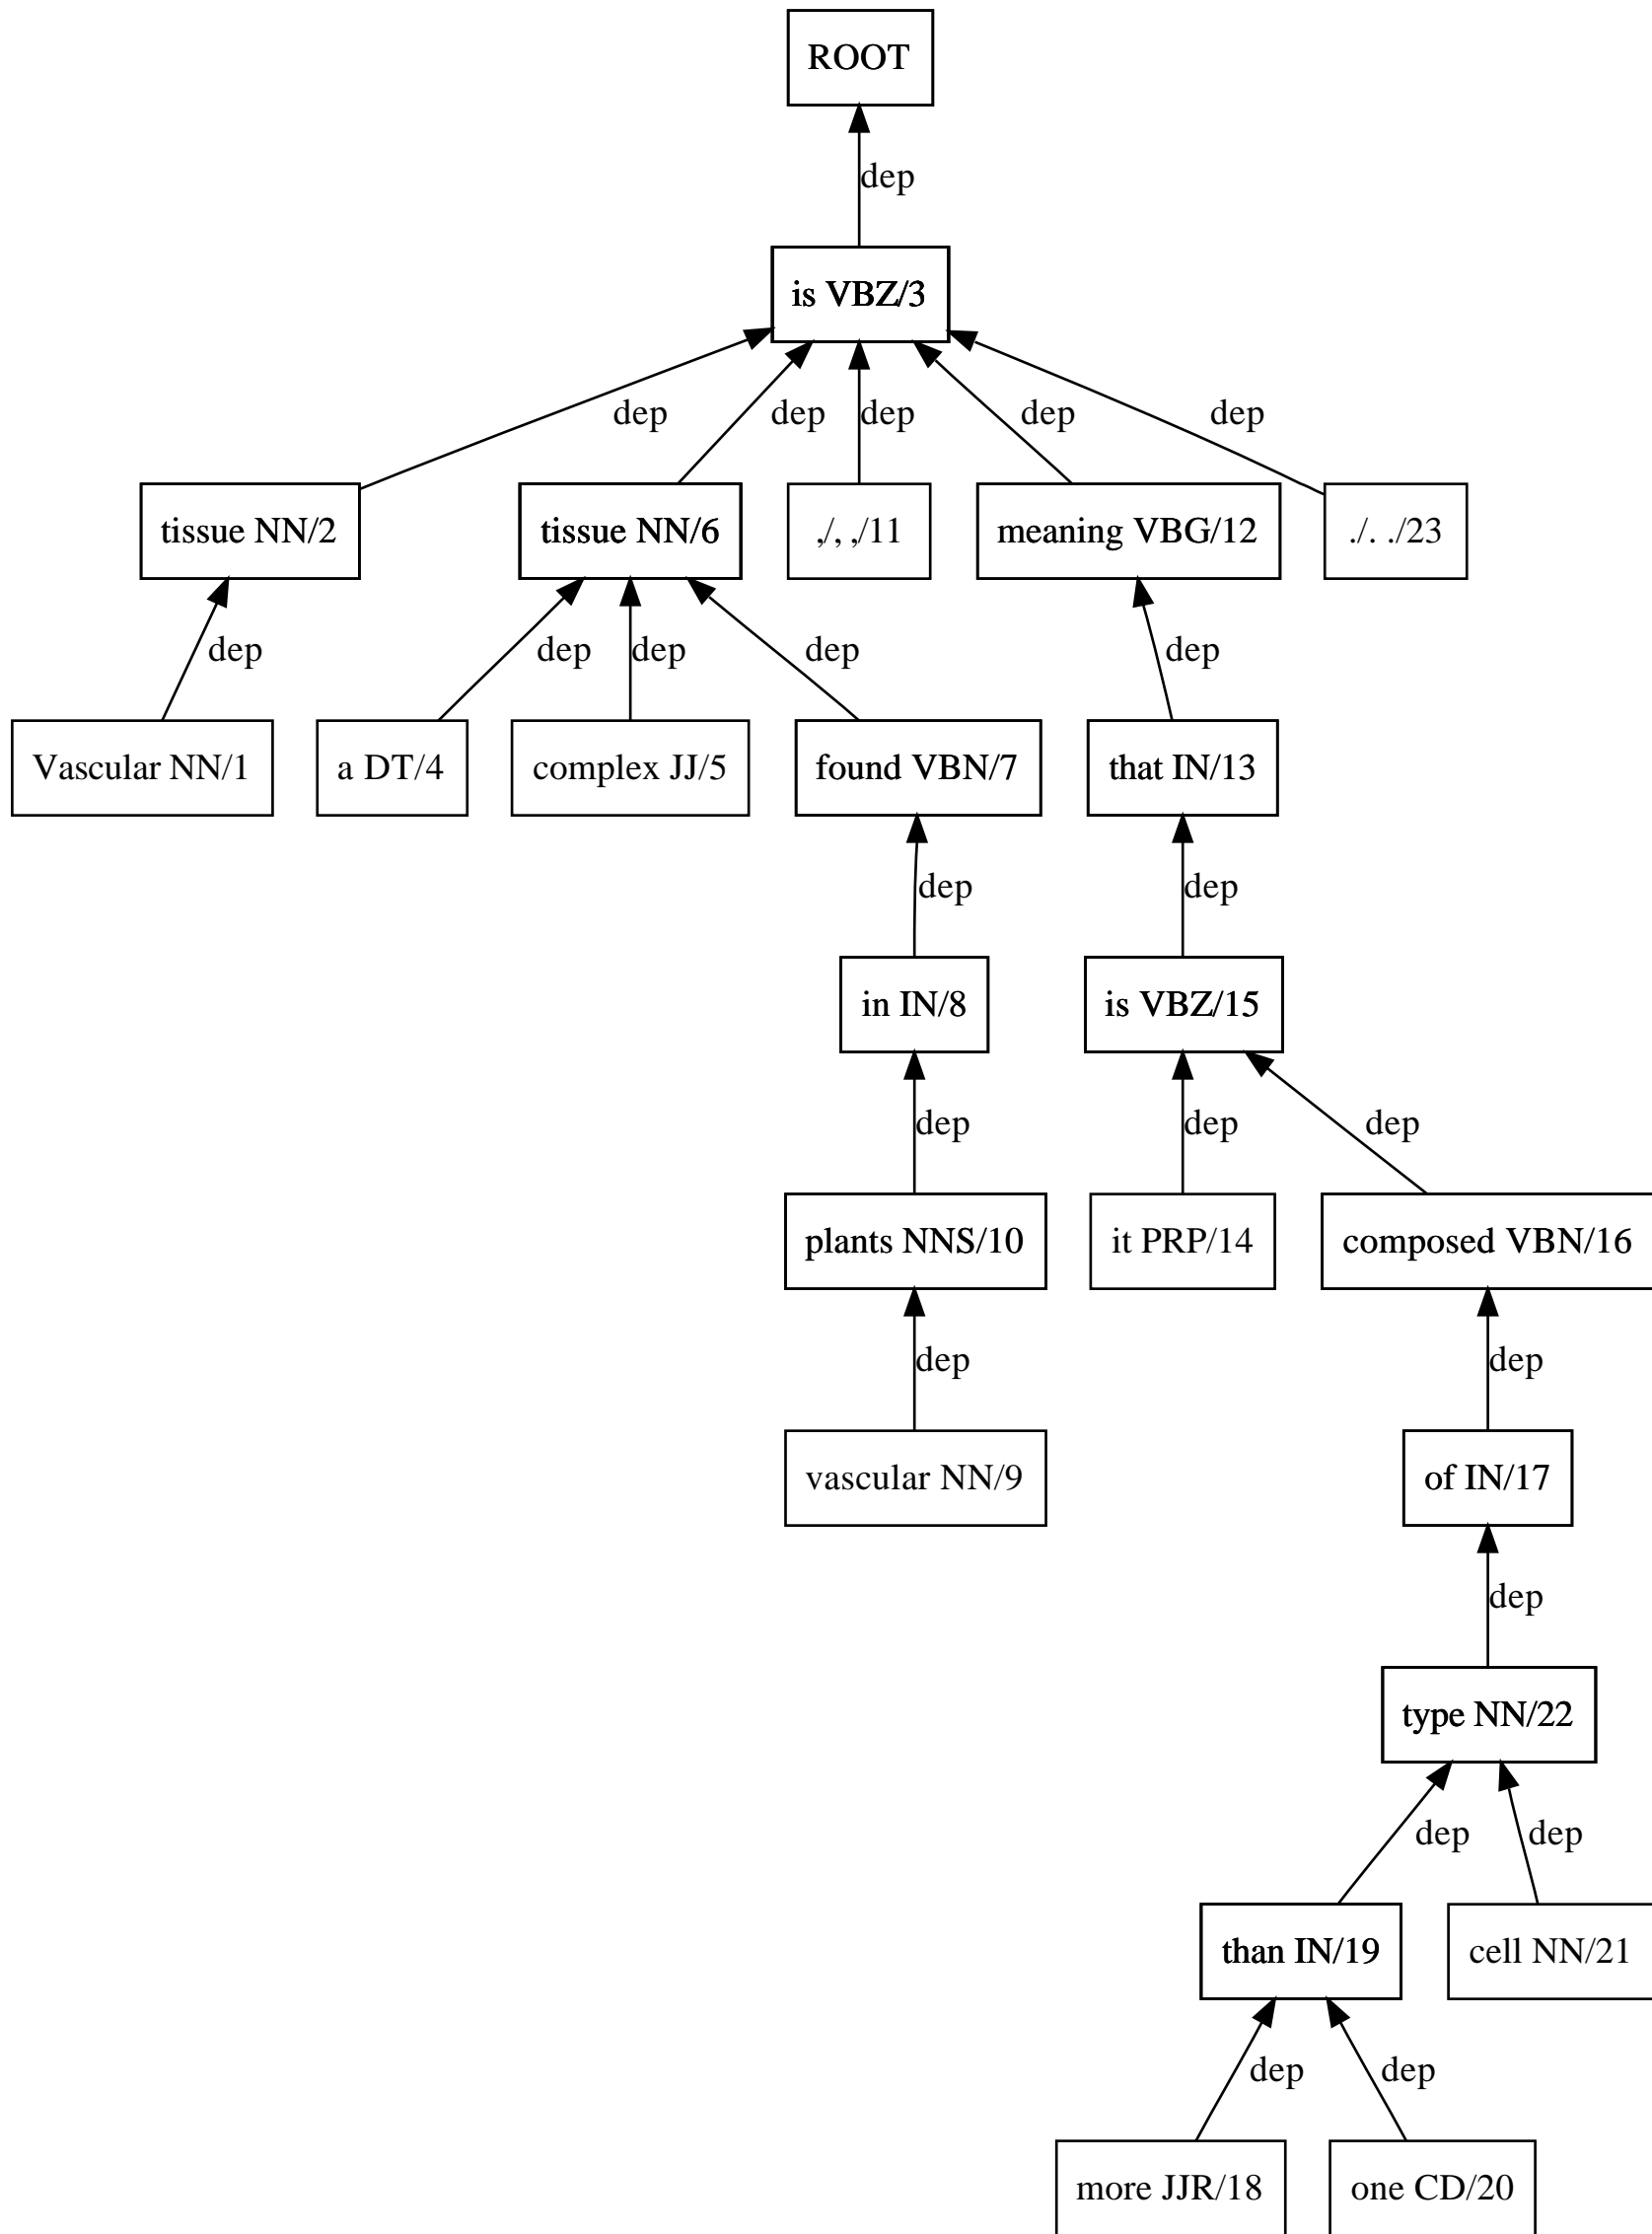 ROOT
dep
is VBZ/3
dep dep dep dep dep
tissue NN/2 tissue NN/6 ,/, ,/11 meaning VBG/12 ./. ./23
dep dep dep dep dep
Vascular NN/1 a DT/4 complex JJ/5 found VBN/7 that IN/13
dep dep
in IN/8 is VBZ/15
dep dep dep
plants NNS/10 it PRP/14 composed VBN/16
dep dep
vascular NN/9 of IN/17
dep
type NN/22
dep dep
than IN/19 cell NN/21
dep dep
more JJR/18 one CD/20